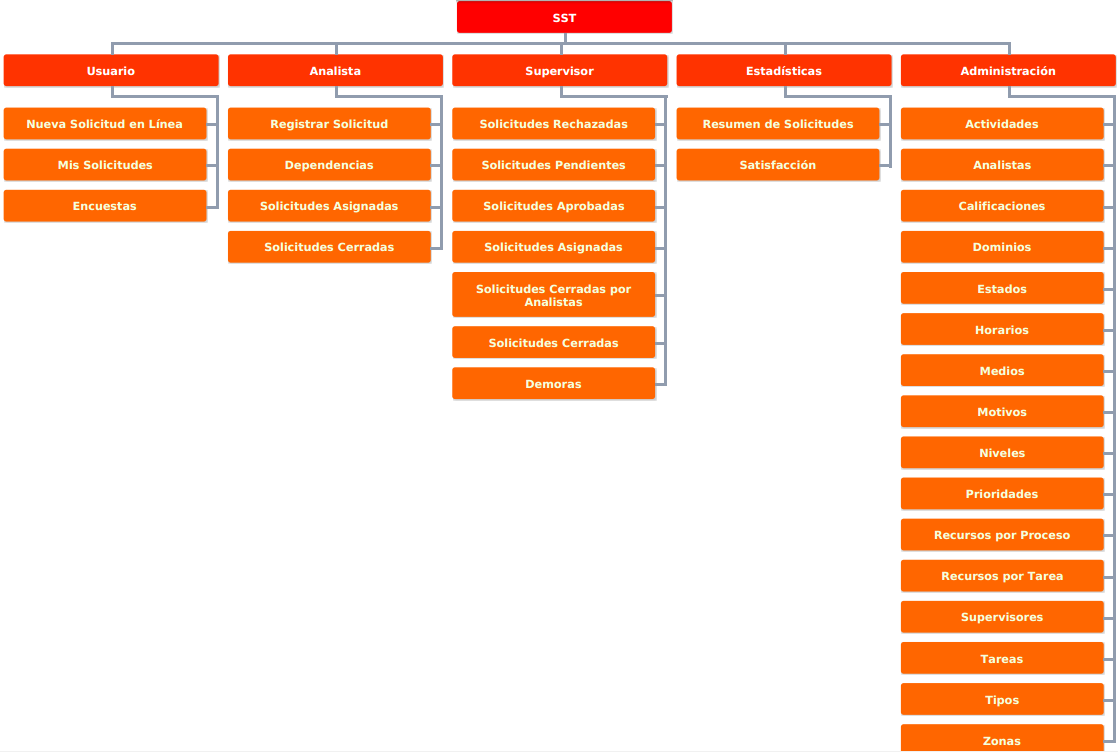 SST
Usuario
Nueva Solicitud en Línea
Mis Solicitudes
Encuestas
Analista
Registrar Solicitud
Dependencias
Solicitudes Asignadas
Solicitudes Cerradas
Supervisor
Solicitudes Rechazadas
Solicitudes Pendientes
Solicitudes Aprobadas
Solicitudes Asignadas
Solicitudes Cerradas por
Analistas
Solicitudes Cerradas
Demoras
Estadísticas
Resumen de Solicitudes
Satisfacción
Administración
Actividades
Analistas
Calificaciones
Dominios
Estados
Horarios
Medios
Motivos
Niveles
Prioridades
Recursos por Proceso
Recursos por Tarea
Supervisores
Tareas
Tipos
Zonas